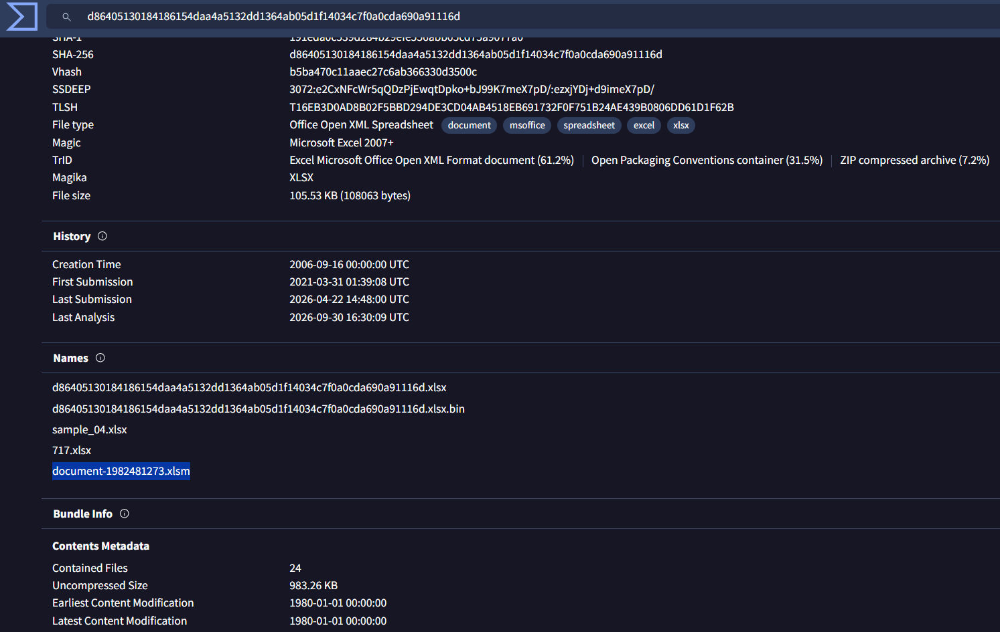 d86405130184186154daa4a5132dd1364ab05d1f14034c7f0a0cda690a91116d
SHA-256 d86405130184186154daa4a5132dd1364ab05d1f14034c7f0a0cda690a91116d
Vhash b5ba470c11aaec27c6ab366330d3500c
SSDEEP 3072:e2CxNFcWr5qQDzPjEwqtDpko+bJ99K7meX7pD/:ezxjYDj+d9imeX7pD/
TLSH T16EB3D0AD8B02F5BBD294DE3CD04AB4518EB691732F0F751B24AE439B0806DD61D1F62B
File type Office Open XML Spreadsheet document msoffice spreadsheet excel xlsx
Magic Microsoft Excel 2007+
TrID Excel Microsoft Office Open XML Format document (61.2%) Open Packaging Conventions container (31.5%) ZIP compressed archive (7.2%)
Magika XLSX
File size 105.53 KB (108063 bytes)
History
Creation Time 2006-09-16 00:00:00 UTC
First Submission 2021-03-31 01:39:08 UTC
Last Submission 2026-04-22 14:48:00 UTC
Last Analysis 2026-09-30 16:30:09 UTC
Names
d86405130184186154daa4a5132dd1364ab05d1f14034c7f0a0cda690a91116d.xlsx
d86405130184186154daa4a5132dd1364ab05d1f14034c7f0a0cda690a91116d.xlsx.bin
sample_04.xlsx
717.xlsx
document-1982481273.xlsm
Bundle Info
Contents Metadata
Contained Files 24
Uncompressed Size 983.26 KB
Earliest Content Modification 1980-01-01 00:00:00
Latest Content Modification 1980-01-01 00:00:00